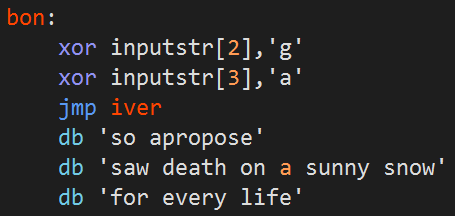 bon:
xor inputstr[2],'g'
xor inputstr[3],'a'
jmp iver
db 'so apropose'
db 'saw death on a sunny snow'
db 'for every life'